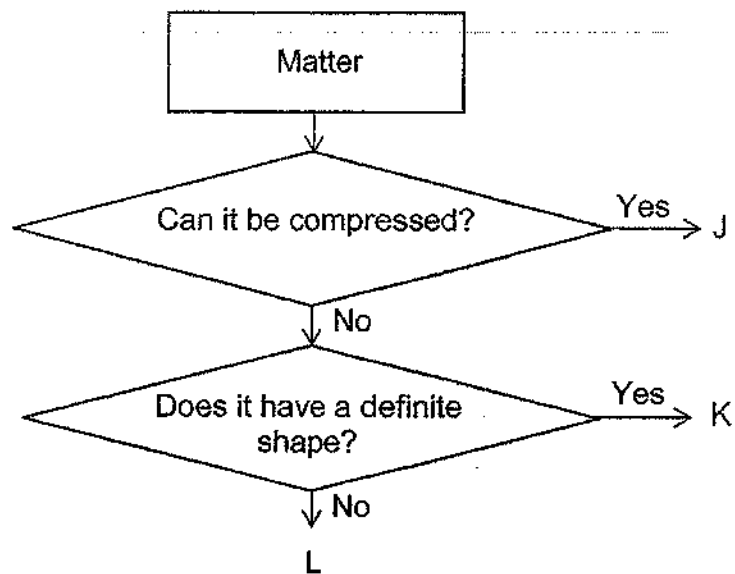 Matter
Can it be compressed?
Yes
J
No
Does it have a definite
shape?
Yes
K
No
L